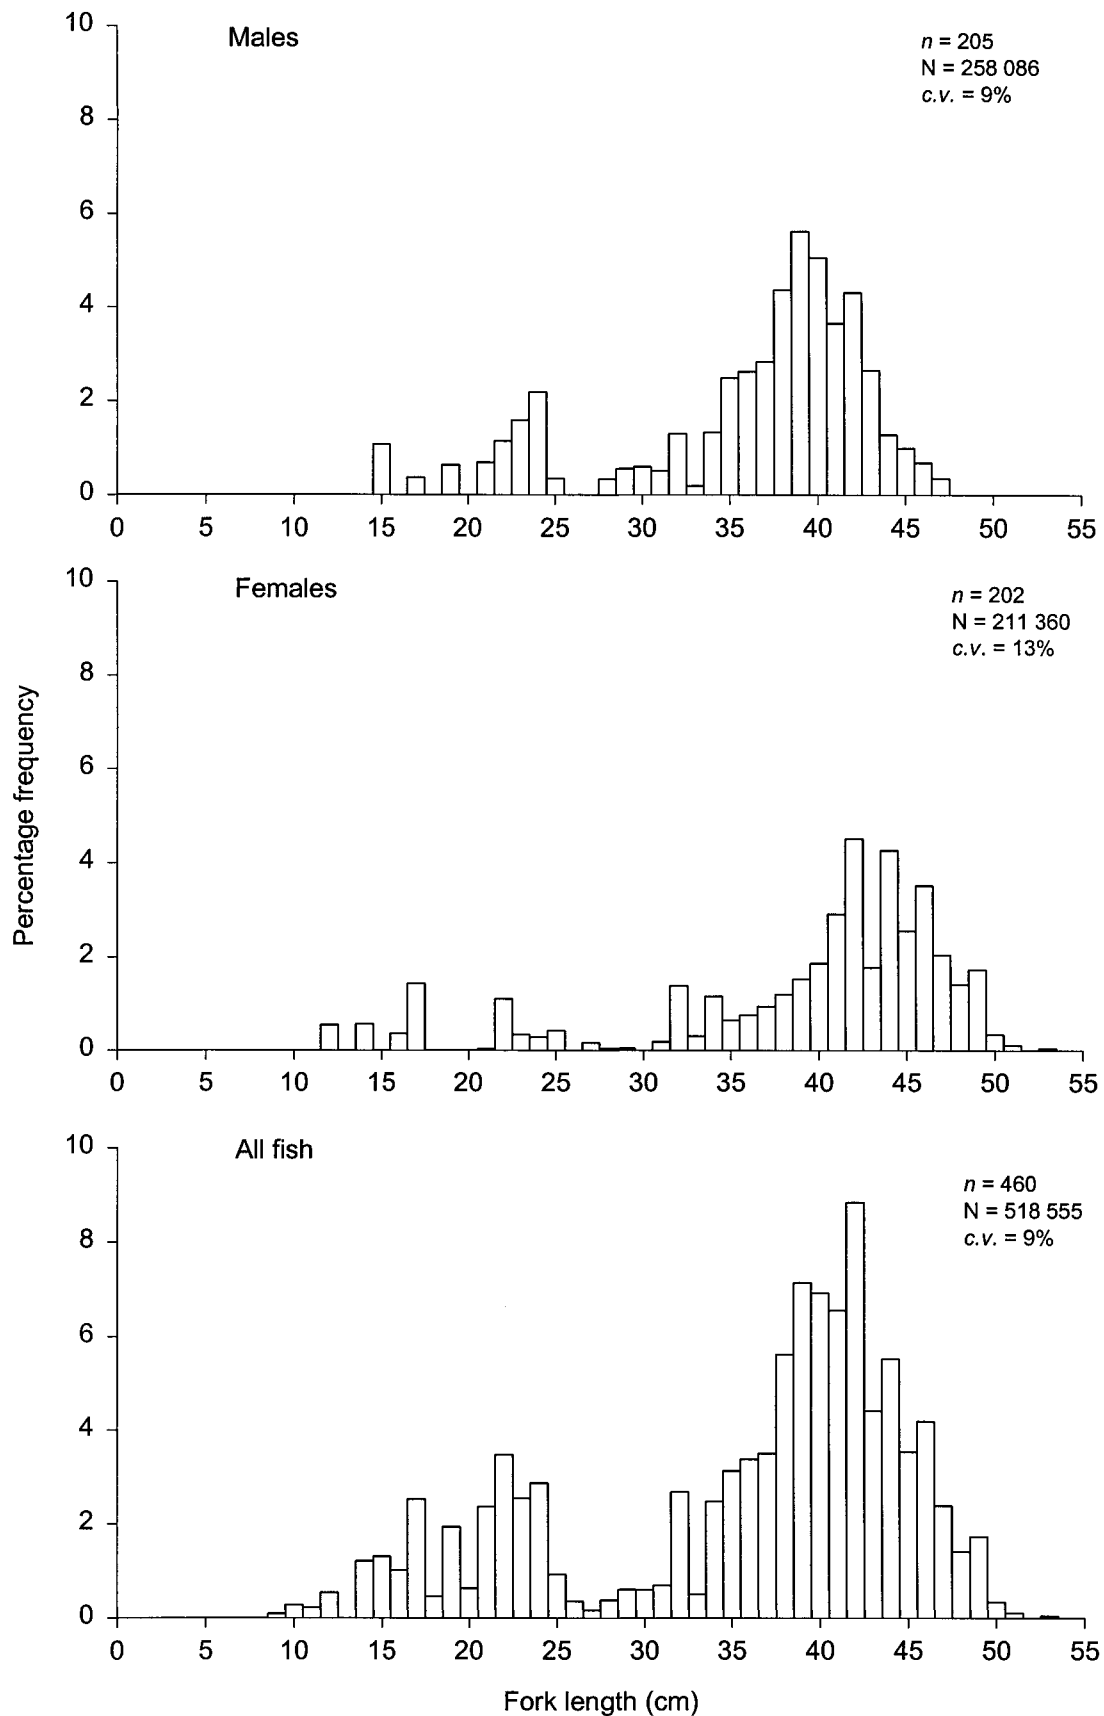 Males
n = 205
N = 258 086
c.v. = 9%
10
8
6
4
2
0
0 5 10 15 20 25 30 35 40 45 50 55
Females
n = 202
N = 211 360
c.v. = 13%
10
8
6
4
2
0
0 5 10 15 20 25 30 35 40 45 50 55
Percentage frequency
All fish
n = 460
N = 518 555
c.v. = 9%
10
8
6
4
2
0
0 5 10 15 20 25 30 35 40 45 50 55
Fork length (cm)